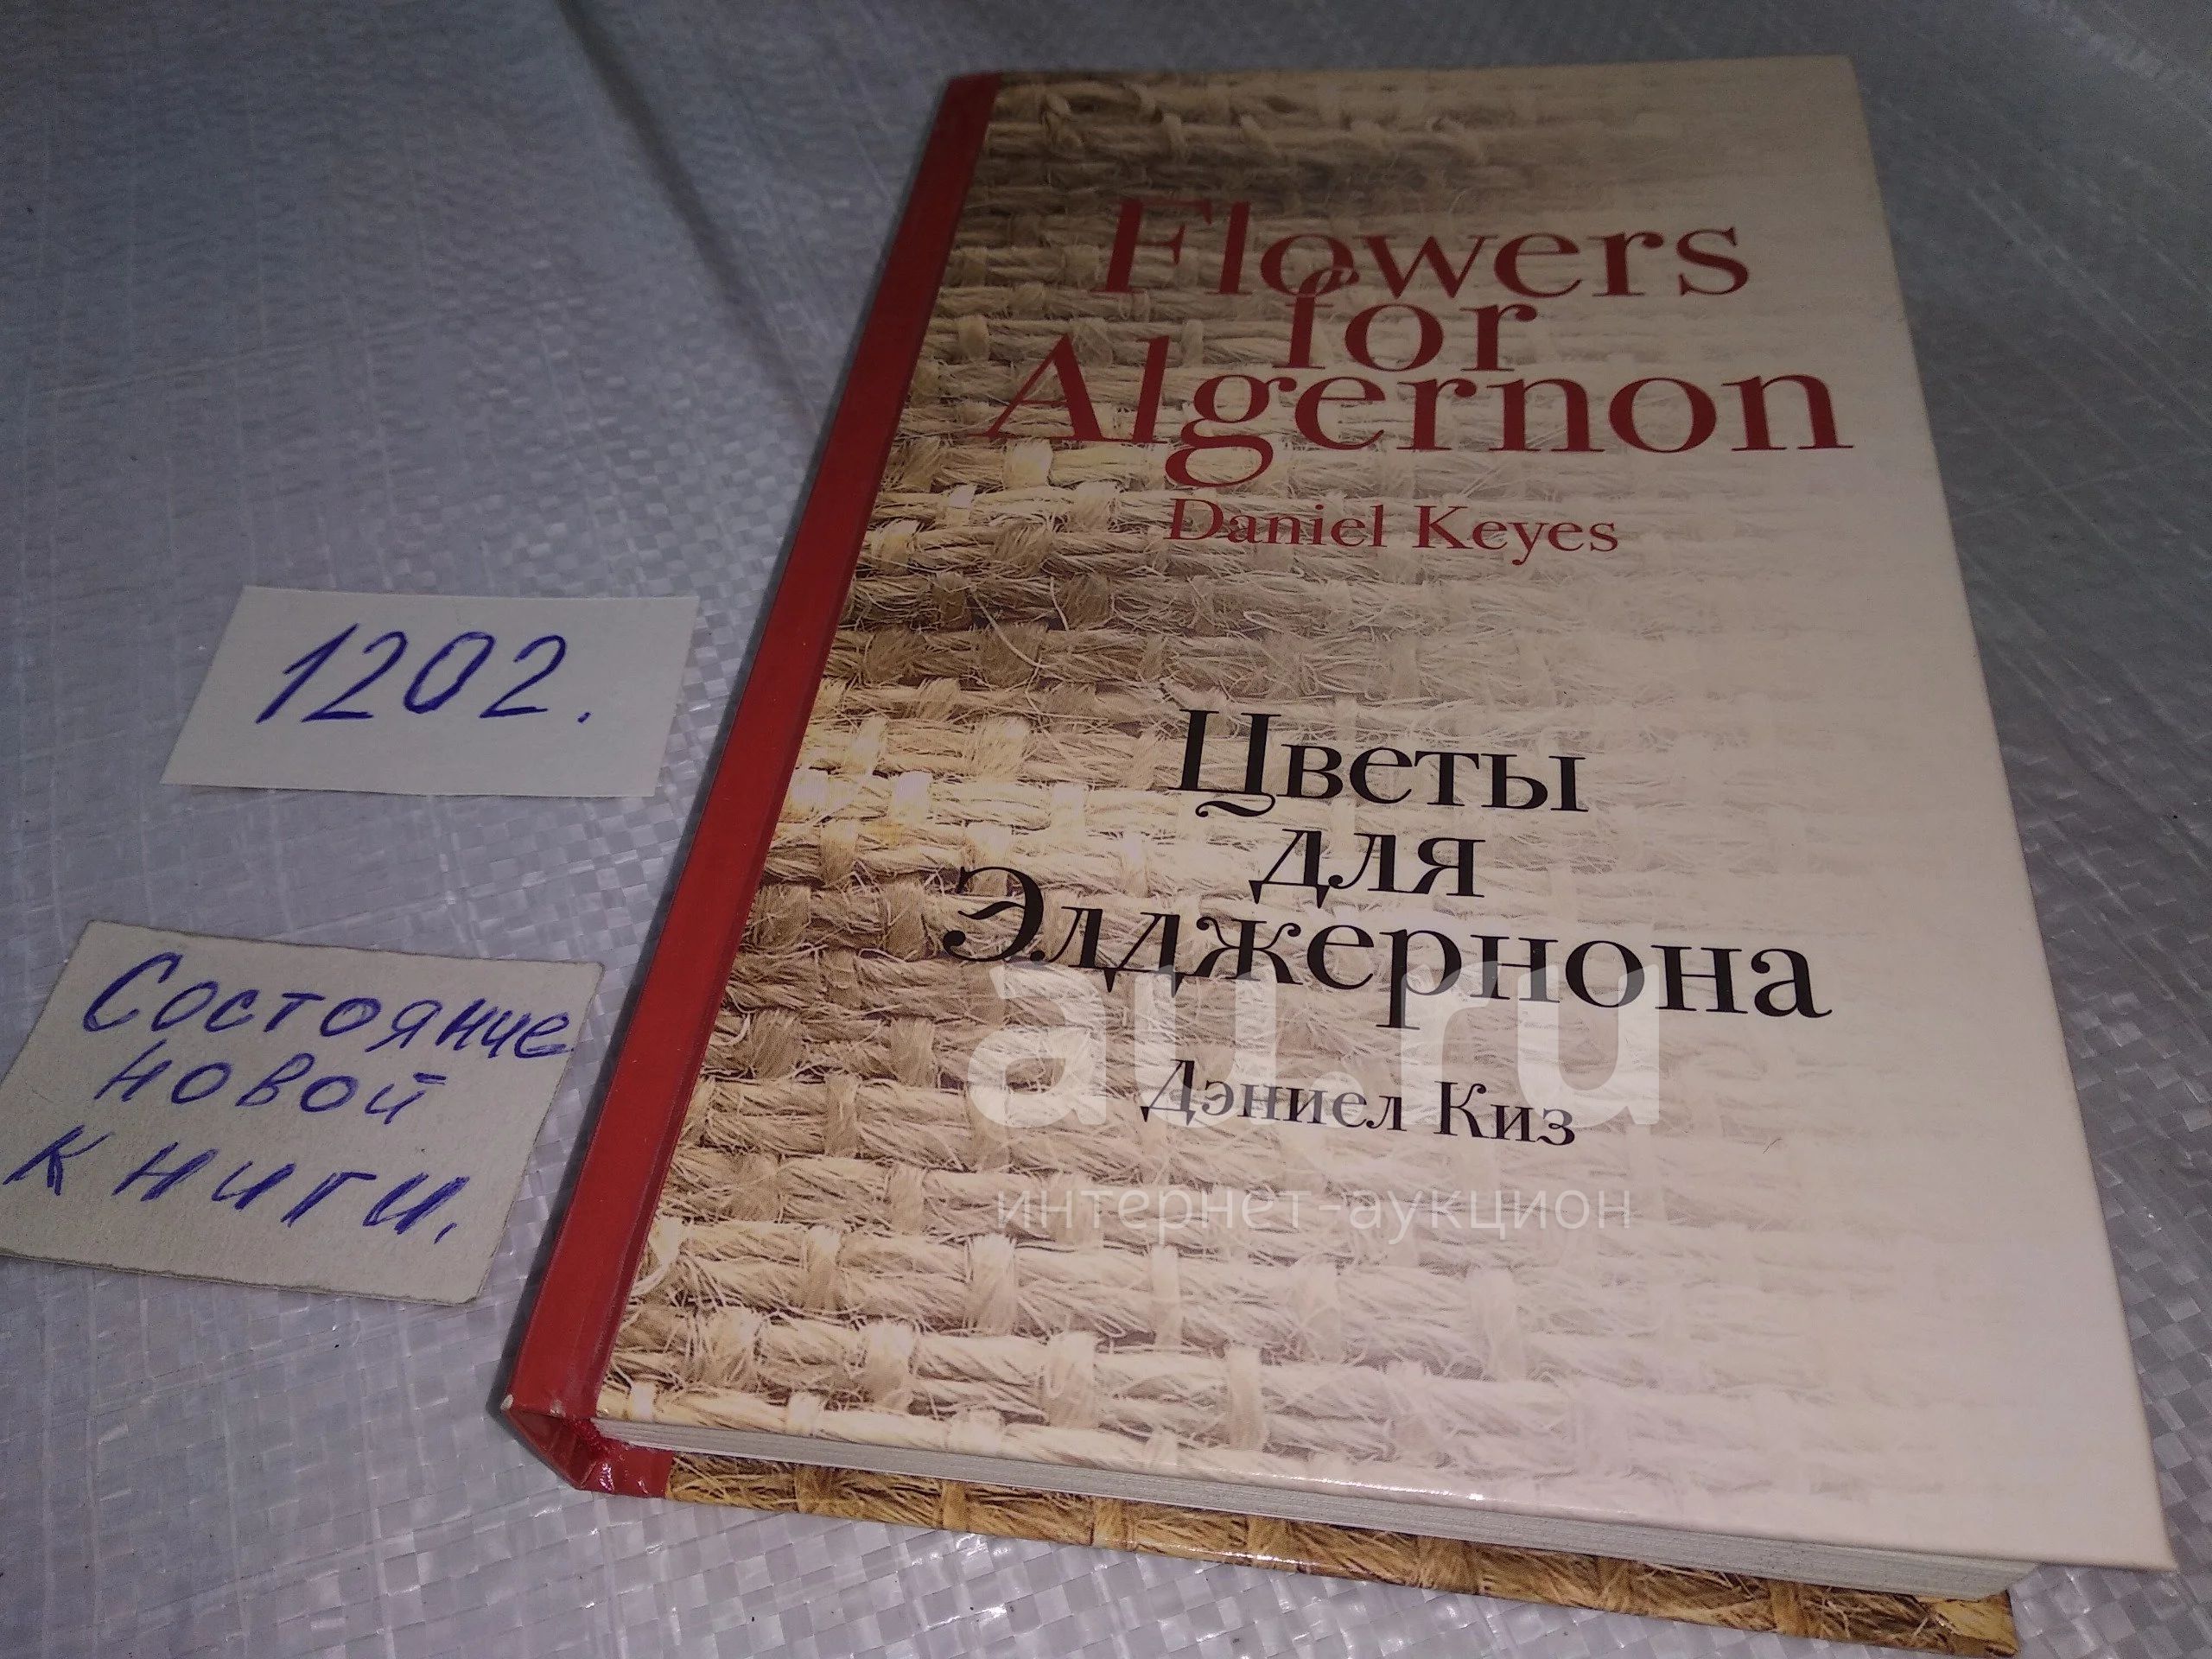 Flowers
for
Algernon
Daniel Keyes
Цветы
для
Элджернона
Дэниел Киз
1202.
Состояние
новой
книги.
au.ru
интернет-аукцион